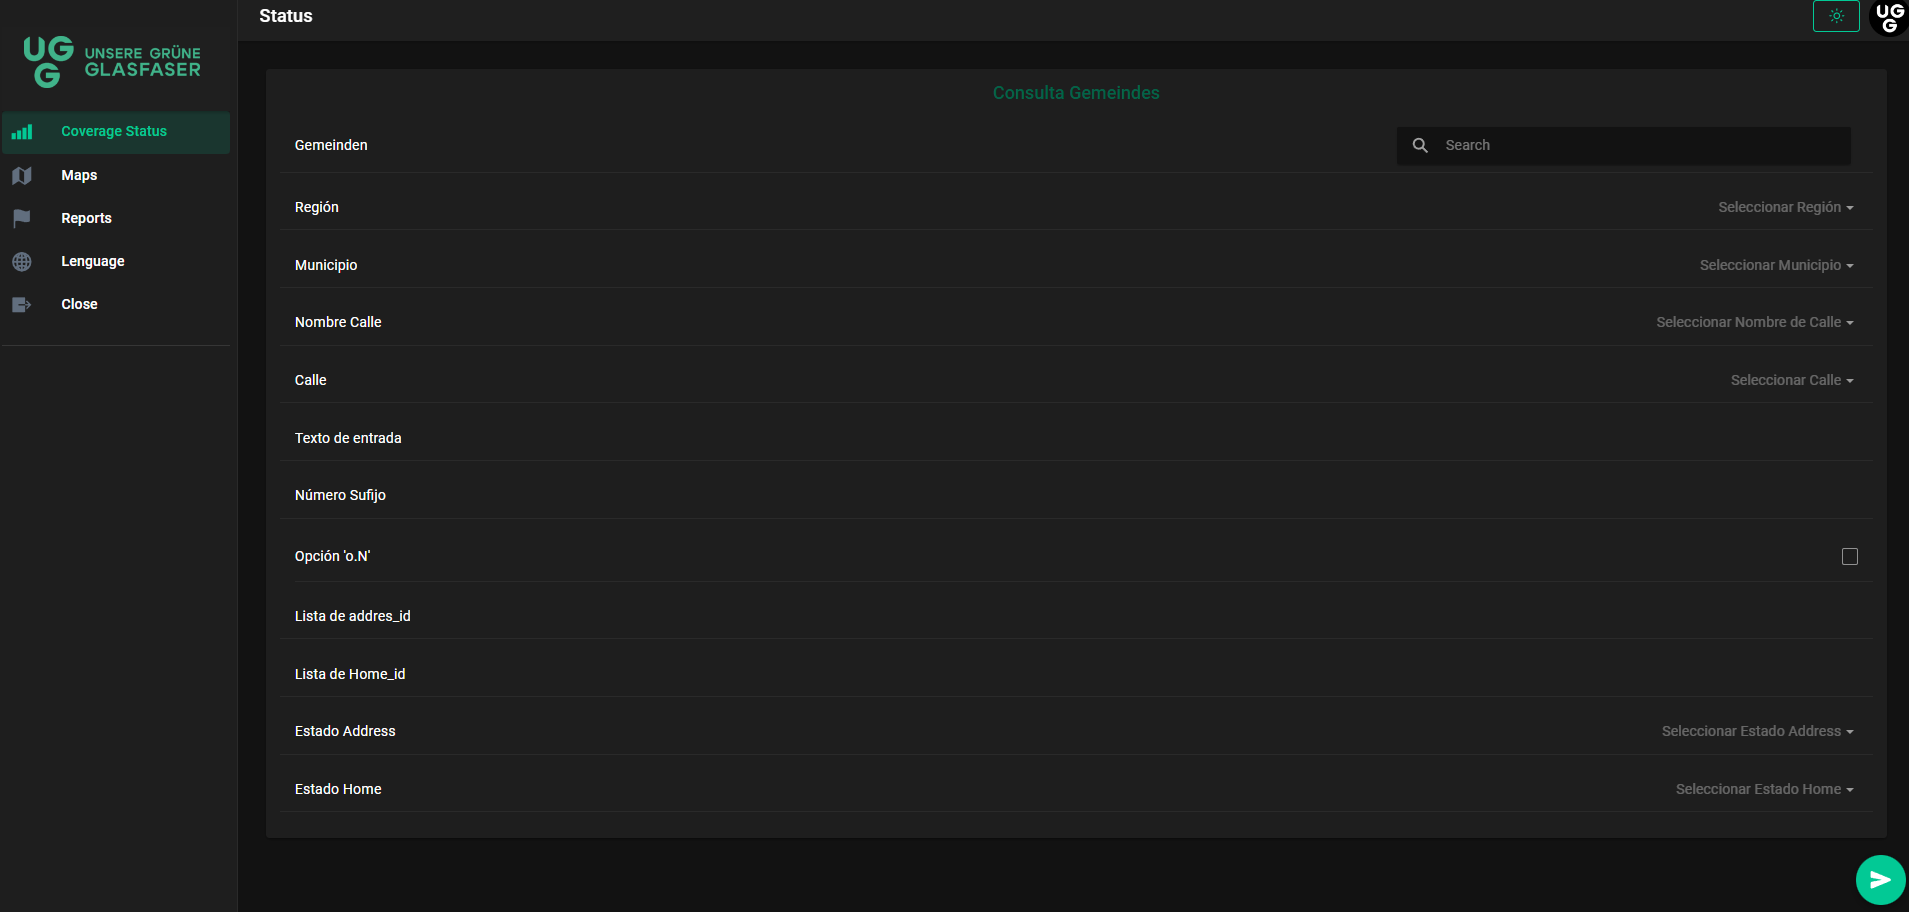 Status
UGG
UGG
UNSERE GRÜNE
GLASFASER
Coverage Status
Maps
Reports
Lenguage
Close
Consulta Gemeindes
Gemeinden
Search
Región
Seleccionar Región
Municipio
Seleccionar Municipio
Nombre Calle
Seleccionar Nombre de Calle
Calle
Seleccionar Calle
Texto de entrada
Número Sufijo
Opción 'o.N'
Lista de addres_id
Lista de Home_id
Estado Address
Seleccionar Estado Address
Estado Home
Seleccionar Estado Home